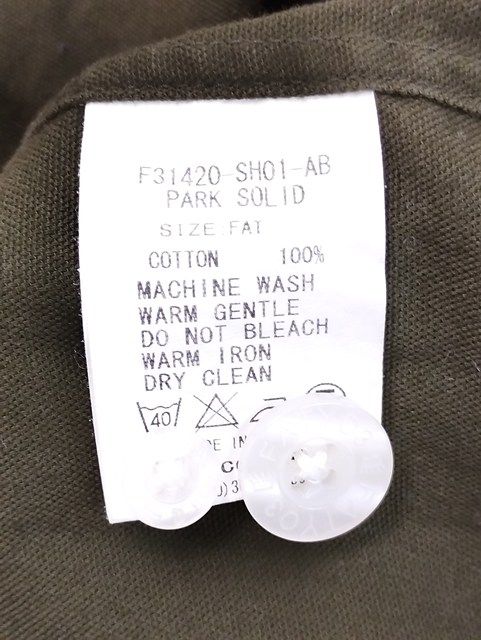 F31420-SH01-AB
PARK SOLID
SIZE:FAT
COTTON 100%
MACHINE WASH
WARM GENTLE
DO NOT BLEACH
WARM IRON
DRY CLEAN
40
IN